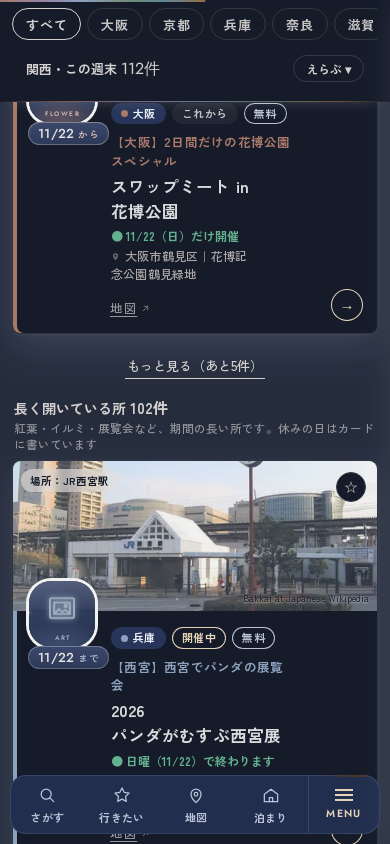 すべて 大阪 京都 兵庫 奈良 滋賀
関西・この週末 112件 えらぶ ▾
FLOWER
11/22 から
大阪 これから 無料
【大阪】2日間だけの花博公園
スペシャル
スワップミート in
花博公園
11/22（日）だけ開催
大阪市鶴見区｜花博記
念公園鶴見緑地
地図 ↗ →
もっと見る（あと5件）
長く開いている所 102件
紅葉・イルミ・展覧会など、期間の長い所です。休みの日はカード
に書いています
場所：JR西宮駅 ☆
JR 西宮駅
Bakkai at Japanese Wikipedia
ART
11/22 まで
兵庫 開催中 無料
【西宮】西宮でパンダの展覧
会
2026
パンダがむすぶ西宮展
日曜（11/22）で終わります
地図
さがす 行きたい 地図 泊まり MENU